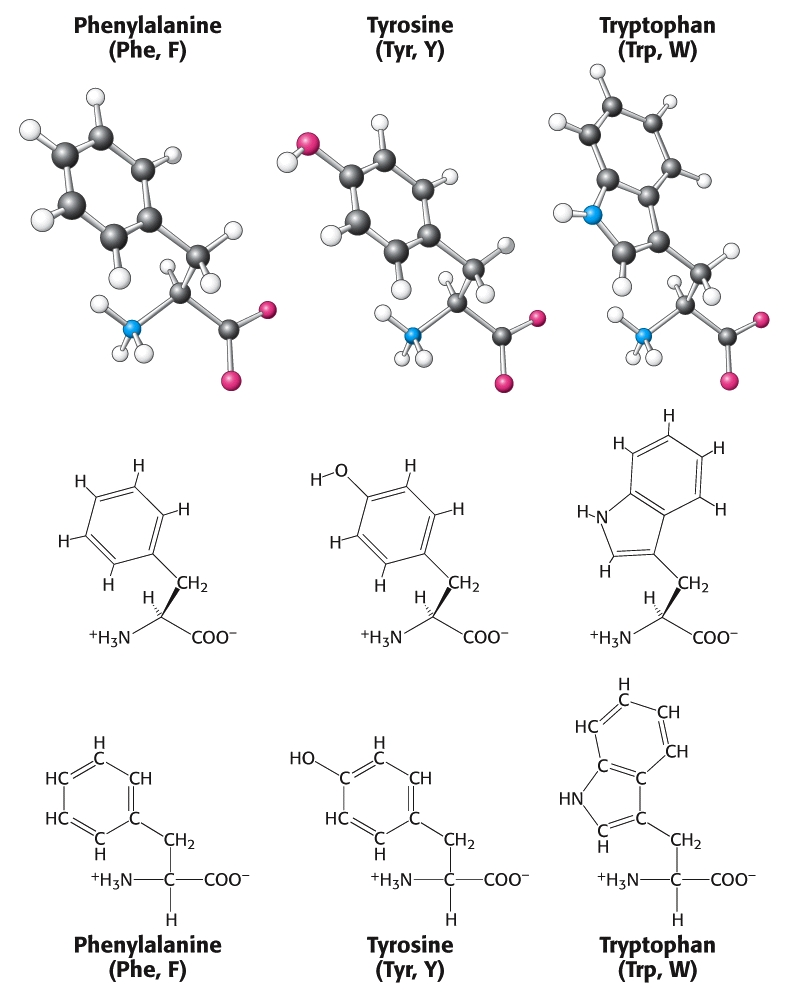 Phenylalanine
(Phe, F)
Tyrosine
(Tyr, Y)
Tryptophan
(Trp, W)
H
H
H
H
H
CH₂
H
⁺H₃N
COO⁻
H–O
H
H
H
H
CH₂
H
⁺H₃N
COO⁻
H
H
H
H
H–N
H
CH₂
H
⁺H₃N
COO⁻
H
C
HC
CH
HC
C
C
H
CH₂
⁺H₃N
C
COO⁻
H
HO
H
C
C
CH
HC
C
C
H
CH₂
⁺H₃N
C
COO⁻
H
H
C
CH
HC
CH
C
C
HN
C
C
H
CH₂
⁺H₃N
C
COO⁻
H
Phenylalanine
(Phe, F)
Tyrosine
(Tyr, Y)
Tryptophan
(Trp, W)